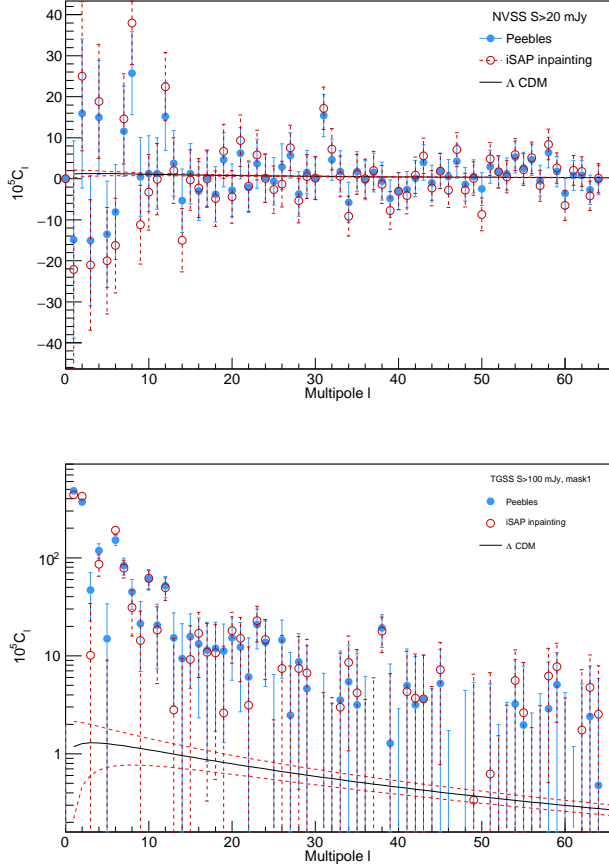 NVSS S>20 mJy
Peebles
iSAP inpainting
Λ CDM
10⁵C_l
40
30
20
10
0
−10
−20
−30
−40
0 10 20 30 40 50 60
Multipole l
TGSS S>100 mJy, mask1
Peebles
iSAP inpainting
Λ CDM
10⁵C_l
10²
10
1
0 10 20 30 40 50 60
Multipole l